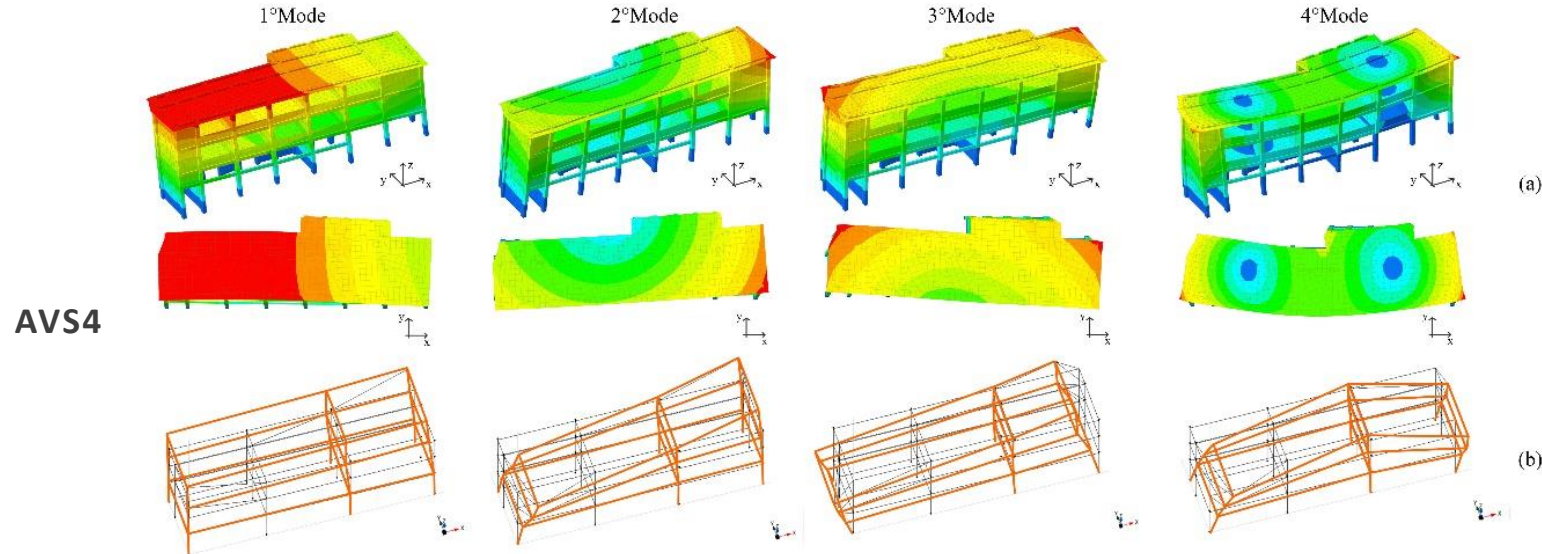 1°Mode 2°Mode 3°Mode 4°Mode
z y x z y x z y x z y x
(a)
y x y x y x y x
AVS4
(b)